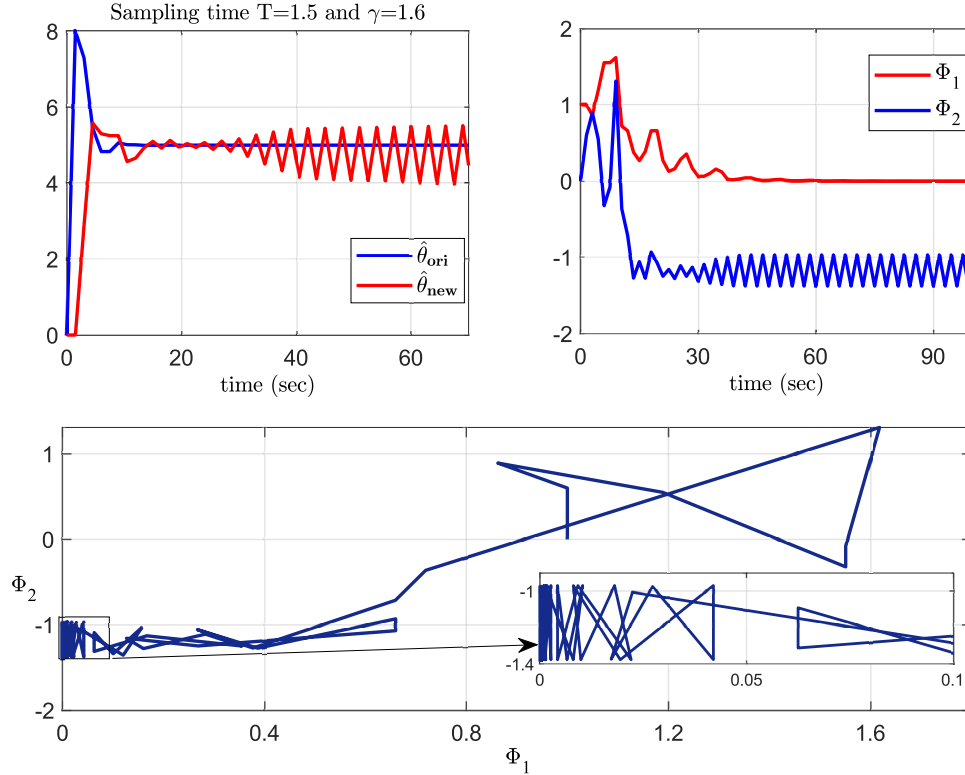 Sampling time T=1.5 and γ=1.6
8
6
4
2
0
0 20 40 60
time (sec)
θ̂ori
θ̂new
2
1
0
-1
-2
0 30 60 90
time (sec)
Φ1
Φ2
1
0
-1
-2
Φ2
0 0.4 0.8 1.2 1.6
Φ1
-1
-1.4
0 0.05 0.1